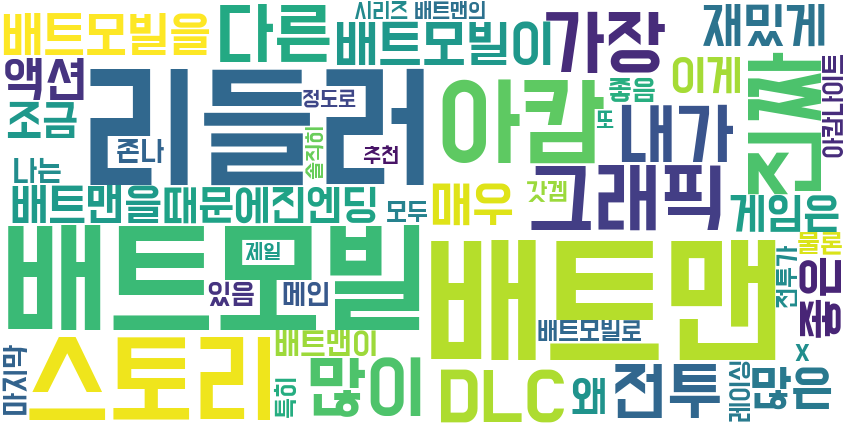 시리즈 배트맨의
배트모빌을
다른
배트모빌이
가장
재밌게
액션
리들러
정도로
아캄
좋음
이게
진짜
아캄나이트
조금
존나
솔직히
추천
또
내가
나는
배트맨을때문에진엔딩
모두
매우
갓겜
그래픽
게임은
배트모빌
제일
있음
메인
배트맨
전투가
물론
좋은
마지막
스토리
배트맨이
배트모빌로
x
특히
많이
DLC
왜
전투
레이싱
많은